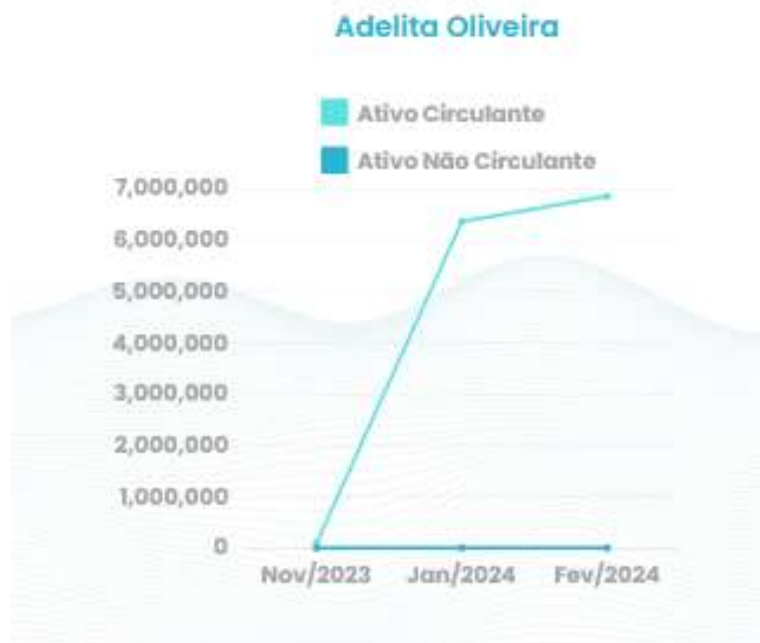 Adelita Oliveira
Ativo Circulante
Ativo Não Circulante
7,000,000
6,000,000
5,000,000
4,000,000
3,000,000
2,000,000
1,000,000
0
Nov/2023 Jan/2024 Fev/2024